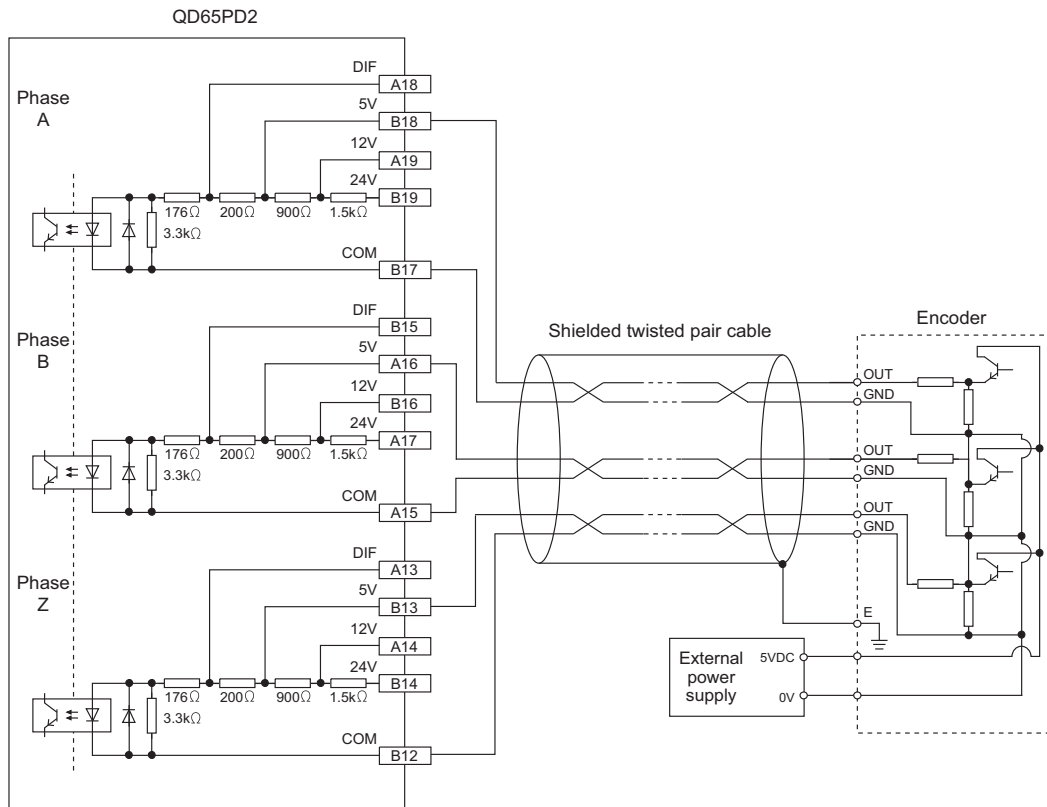 QD65PD2
Phase
A
DIF
A18
5V
B18
12V
A19
24V
B19
176Ω
200Ω
900Ω
1.5kΩ
3.3kΩ
COM
B17
Phase
B
DIF
B15
5V
A16
12V
B16
24V
A17
176Ω
200Ω
900Ω
1.5kΩ
3.3kΩ
COM
A15
Phase
Z
DIF
A13
5V
B13
12V
A14
24V
B14
176Ω
200Ω
900Ω
1.5kΩ
3.3kΩ
COM
B12
Shielded twisted pair cable
Encoder
OUT
GND
OUT
GND
OUT
GND
E
External
power
supply
5VDC
0V